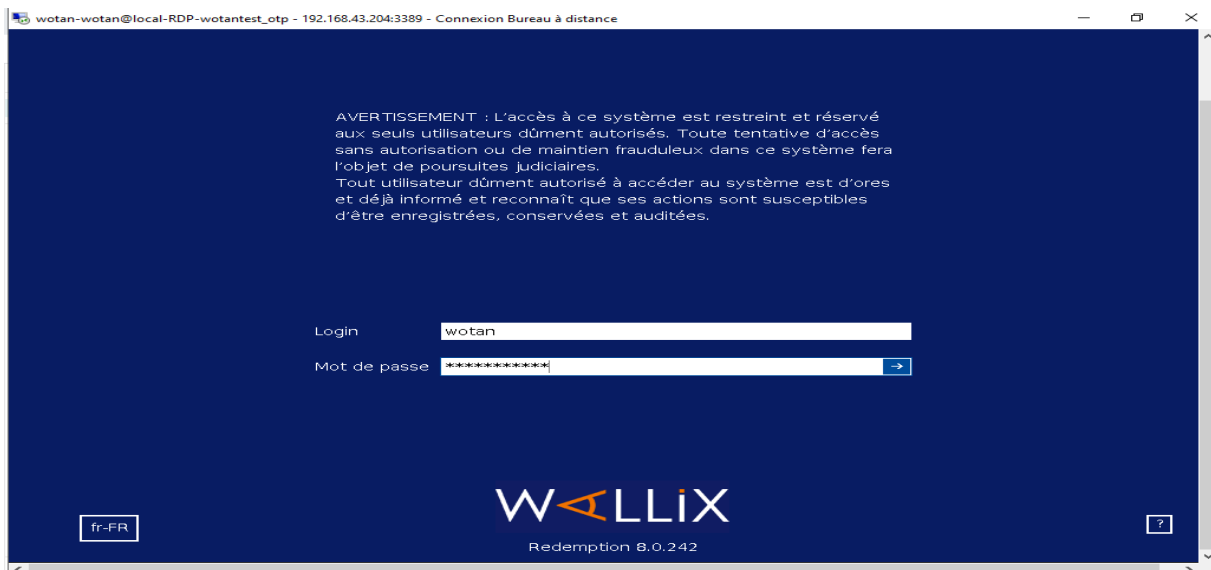 wotan-wotan@local-RDP-wotantest_otp - 192.168.43.204:3389 - Connexion Bureau à distance
AVERTISSEMENT : L'accès à ce système est restreint et réservé
aux seuls utilisateurs dûment autorisés. Toute tentative d'accès
sans autorisation ou de maintien frauduleux dans ce système fera
l'objet de poursuites judiciaires.
Tout utilisateur dûment autorisé à accéder au système est d'ores
et déjà informé et reconnaît que ses actions sont susceptibles
d'être enregistrées, conservées et auditées.
Login wotan
Mot de passe ***********
WALLiX
fr-FR ?
Redemption 8.0.242